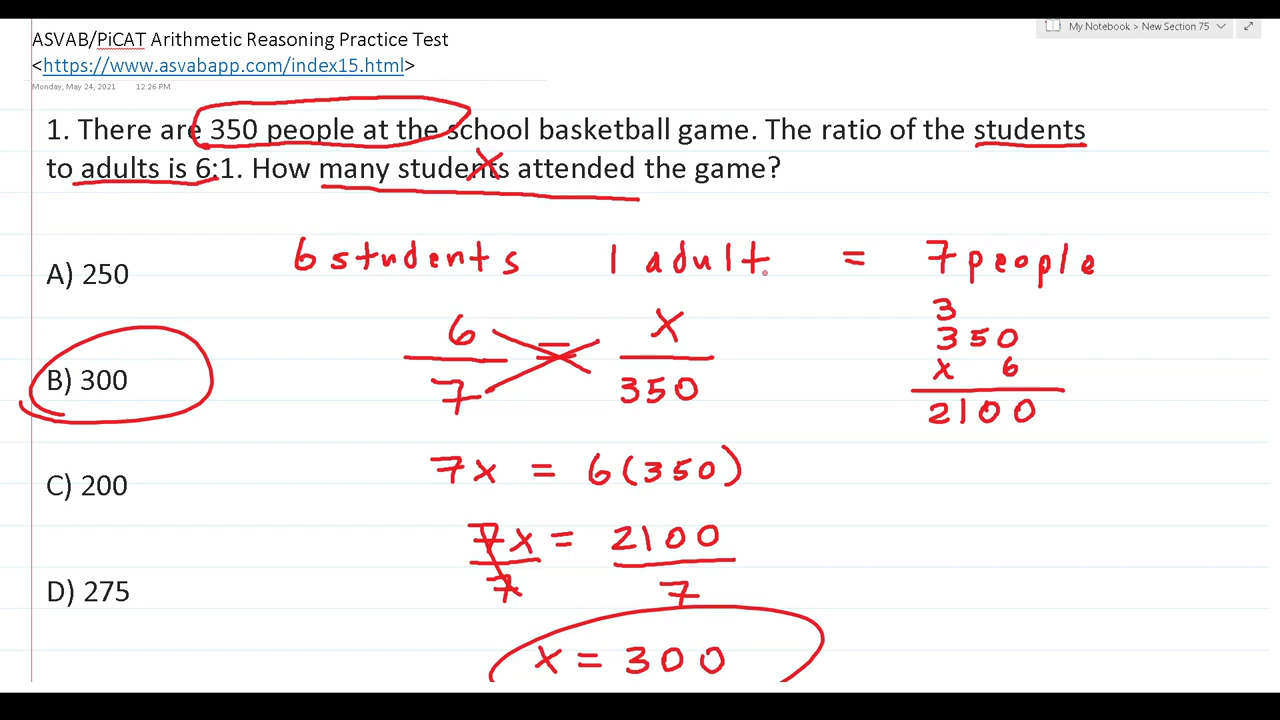 My Notebook > New Section 75
ASVAB/PiCAT Arithmetic Reasoning Practice Test
<https://www.asvabapp.com/index15.html>
Monday, May 24, 2021 12:26 PM
1. There are 350 people at the school basketball game. The ratio of the students
to adults is 6:1. How many students attended the game?
X
6 students 1 adult = 7 people
A) 250
6/7 = X/350
3
350
x 6
2100
B) 300
7x = 6(350)
C) 200
7x = 2100
7 7
D) 275
x = 300